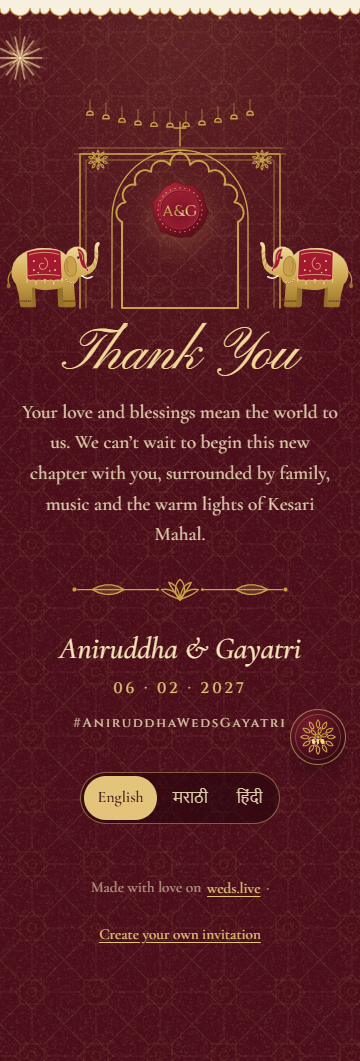 A&G
Thank You
Your love and blessings mean the world to
us. We can’t wait to begin this new
chapter with you, surrounded by family,
music and the warm lights of Kesari
Mahal.
Aniruddha & Gayatri
06 · 02 · 2027
#AniruddhaWedsGayatri
English मराठी हिंदी
Made with love on weds.live ·
Create your own invitation